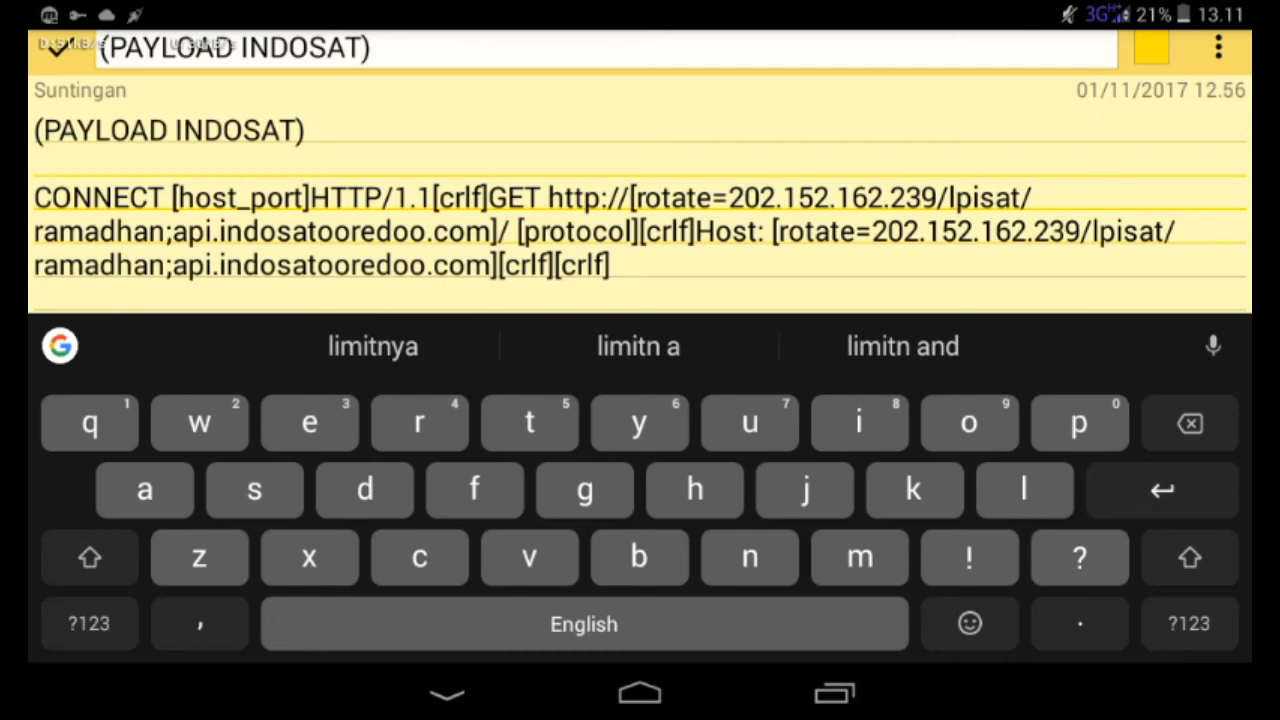 3G H+ 21% 13.11
(PAYLOAD INDOSAT)
Suntingan 01/11/2017 12.56
(PAYLOAD INDOSAT)
CONNECT [host_port]HTTP/1.1[crlf]GET http://[rotate=202.152.162.239/lpisat/
ramadhan;api.indosatooredoo.com]/ [protocol][crlf]Host: [rotate=202.152.162.239/lpisat/
ramadhan;api.indosatooredoo.com][crlf][crlf]
limitnya limitn a limitn and
q 1 w 2 e 3 r 4 t 5 y 6 u 7 i 8 o 9 p 0
a s d f g h j k l
z x c v b n m ! ?
?123 , English . ?123